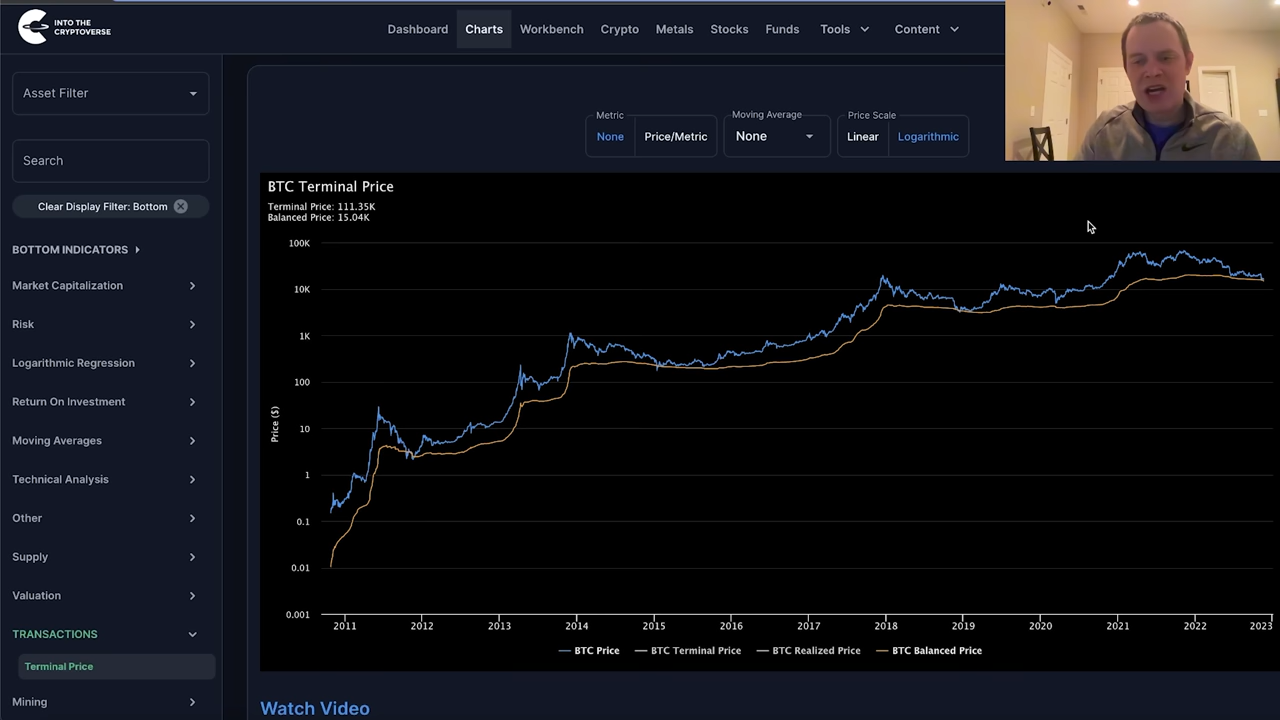 INTO THE
CRYPTOVERSE
Dashboard Charts Workbench Crypto Metals Stocks Funds Tools Content
Asset Filter
Search
Clear Display Filter: Bottom
BOTTOM INDICATORS
Market Capitalization
Risk
Logarithmic Regression
Return On Investment
Moving Averages
Technical Analysis
Other
Supply
Valuation
TRANSACTIONS
Terminal Price
Mining
Metric Moving Average Price Scale
None Price/Metric None Linear Logarithmic
BTC Terminal Price
Terminal Price: 111.35K
Balanced Price: 15.04K
100K
10K
1K
100
10
1
0.1
0.01
0.001
Price ($)
2011 2012 2013 2014 2015 2016 2017 2018 2019 2020 2021 2022 2023
BTC Price BTC Terminal Price BTC Realized Price BTC Balanced Price
Watch Video